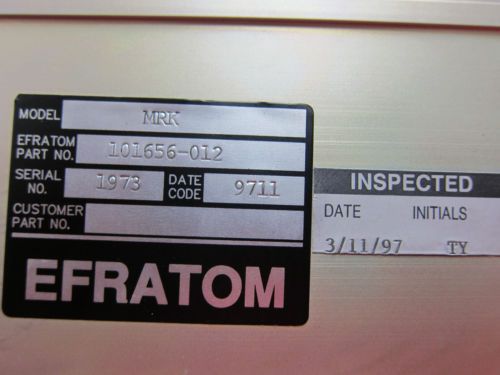 MODEL MRK
EFRATOM PART NO. 101656-012
SERIAL NO. 1973 DATE CODE 9711
CUSTOMER PART NO.
EFRATOM
INSPECTED
DATE INITIALS
3/11/97 TY